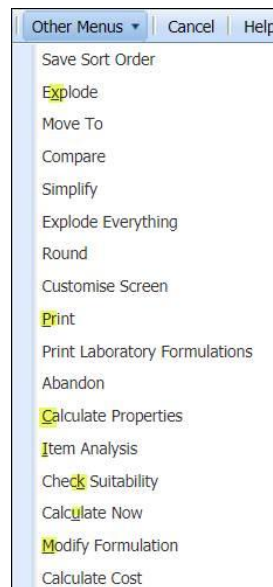 Other Menus Cancel Help
Save Sort Order
Explode
Move To
Compare
Simplify
Explode Everything
Round
Customise Screen
Print
Print Laboratory Formulations
Abandon
Calculate Properties
Item Analysis
Check Suitability
Calculate Now
Modify Formulation
Calculate Cost